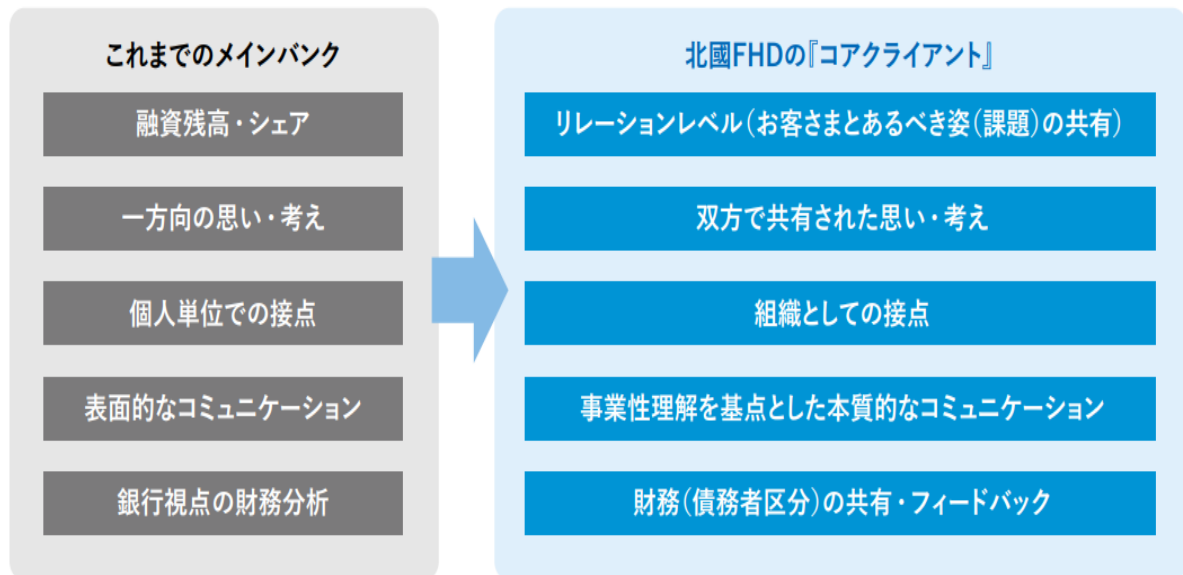 これまでのメインバンク
融資残高・シェア
一方向の思い・考え
個人単位での接点
表面的なコミュニケーション
銀行視点の財務分析
北國FHDの『コアクライアント』
リレーションレベル（お客さまとあるべき姿（課題）の共有）
双方で共有された思い・考え
組織としての接点
事業性理解を基点とした本質的なコミュニケーション
財務（債務者区分）の共有・フィードバック